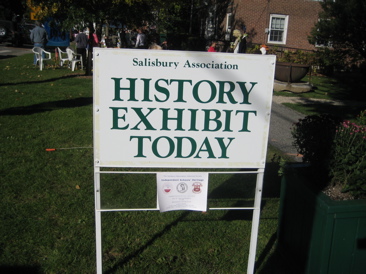 Salisbury Association
HISTORY
EXHIBIT
TODAY